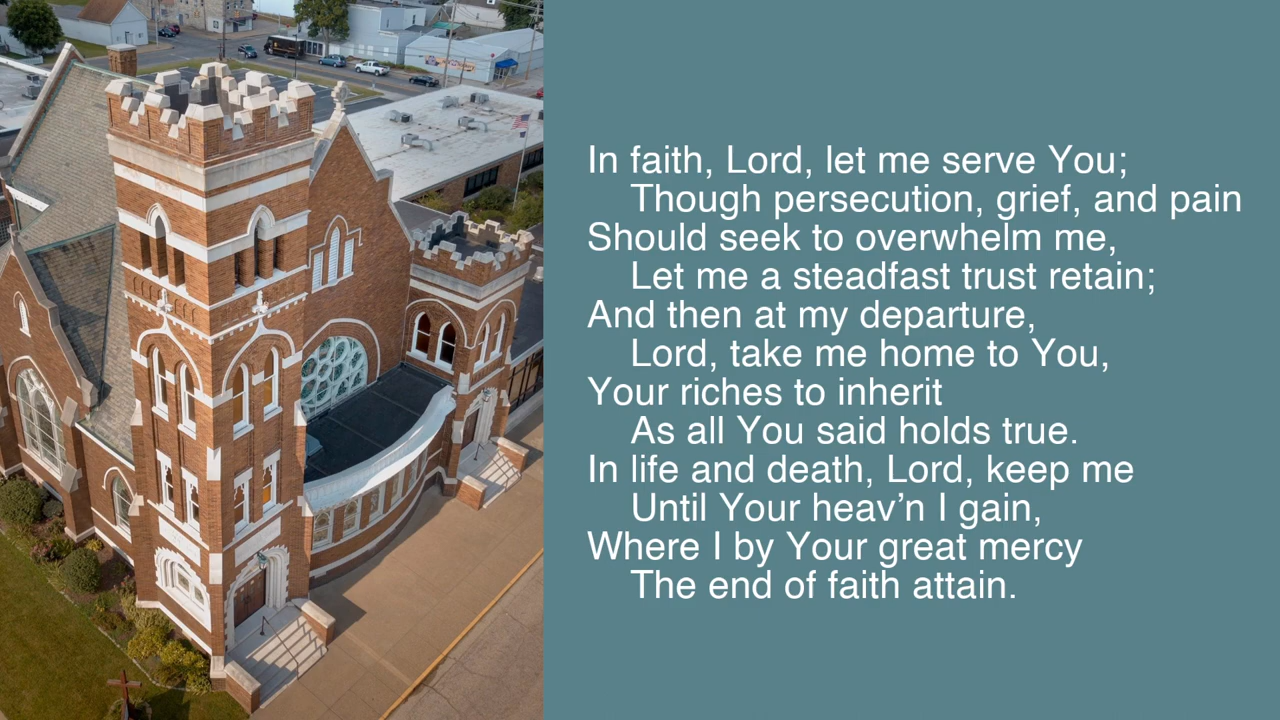 In faith, Lord, let me serve You;
Though persecution, grief, and pain
Should seek to overwhelm me,
Let me a steadfast trust retain;
And then at my departure,
Lord, take me home to You,
Your riches to inherit
As all You said holds true.
In life and death, Lord, keep me
Until Your heav’n I gain,
Where I by Your great mercy
The end of faith attain.